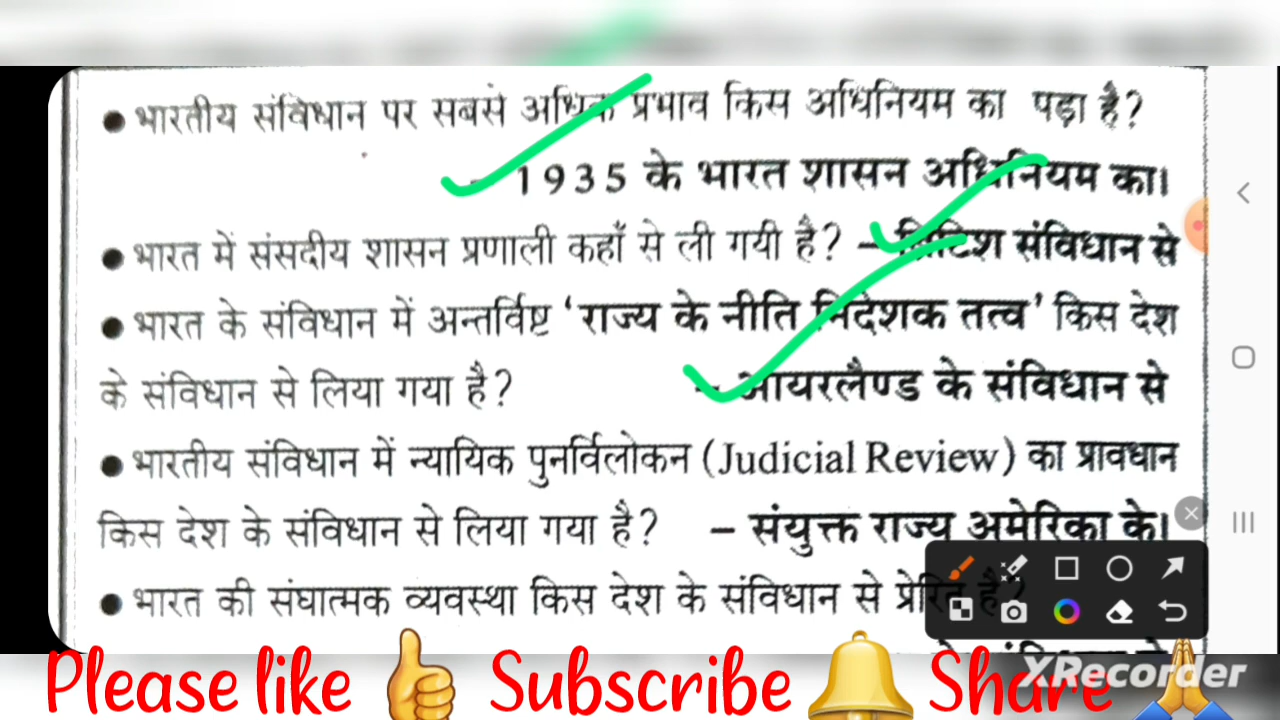 ● भारतीय संविधान पर सबसे अधिक प्रभाव किस अधिनियम का पड़ा है?
– 1935 के भारत शासन अधिनियम का।
● भारत में संसदीय शासन प्रणाली कहाँ से ली गयी है? – ब्रिटिश संविधान से
● भारत के संविधान में अन्तर्विष्ट ‘राज्य के नीति निदेशक तत्व’ किस देश
के संविधान से लिया गया है? – आयरलैण्ड के संविधान से
● भारतीय संविधान में न्यायिक पुनर्विलोकन (Judicial Review) का प्रावधान
किस देश के संविधान से लिया गया है? – संयुक्त राज्य अमेरिका के।
● भारत की संघात्मक व्यवस्था किस देश के संविधान से प्रेरित है?
Please like Subscribe Share
XRecorder